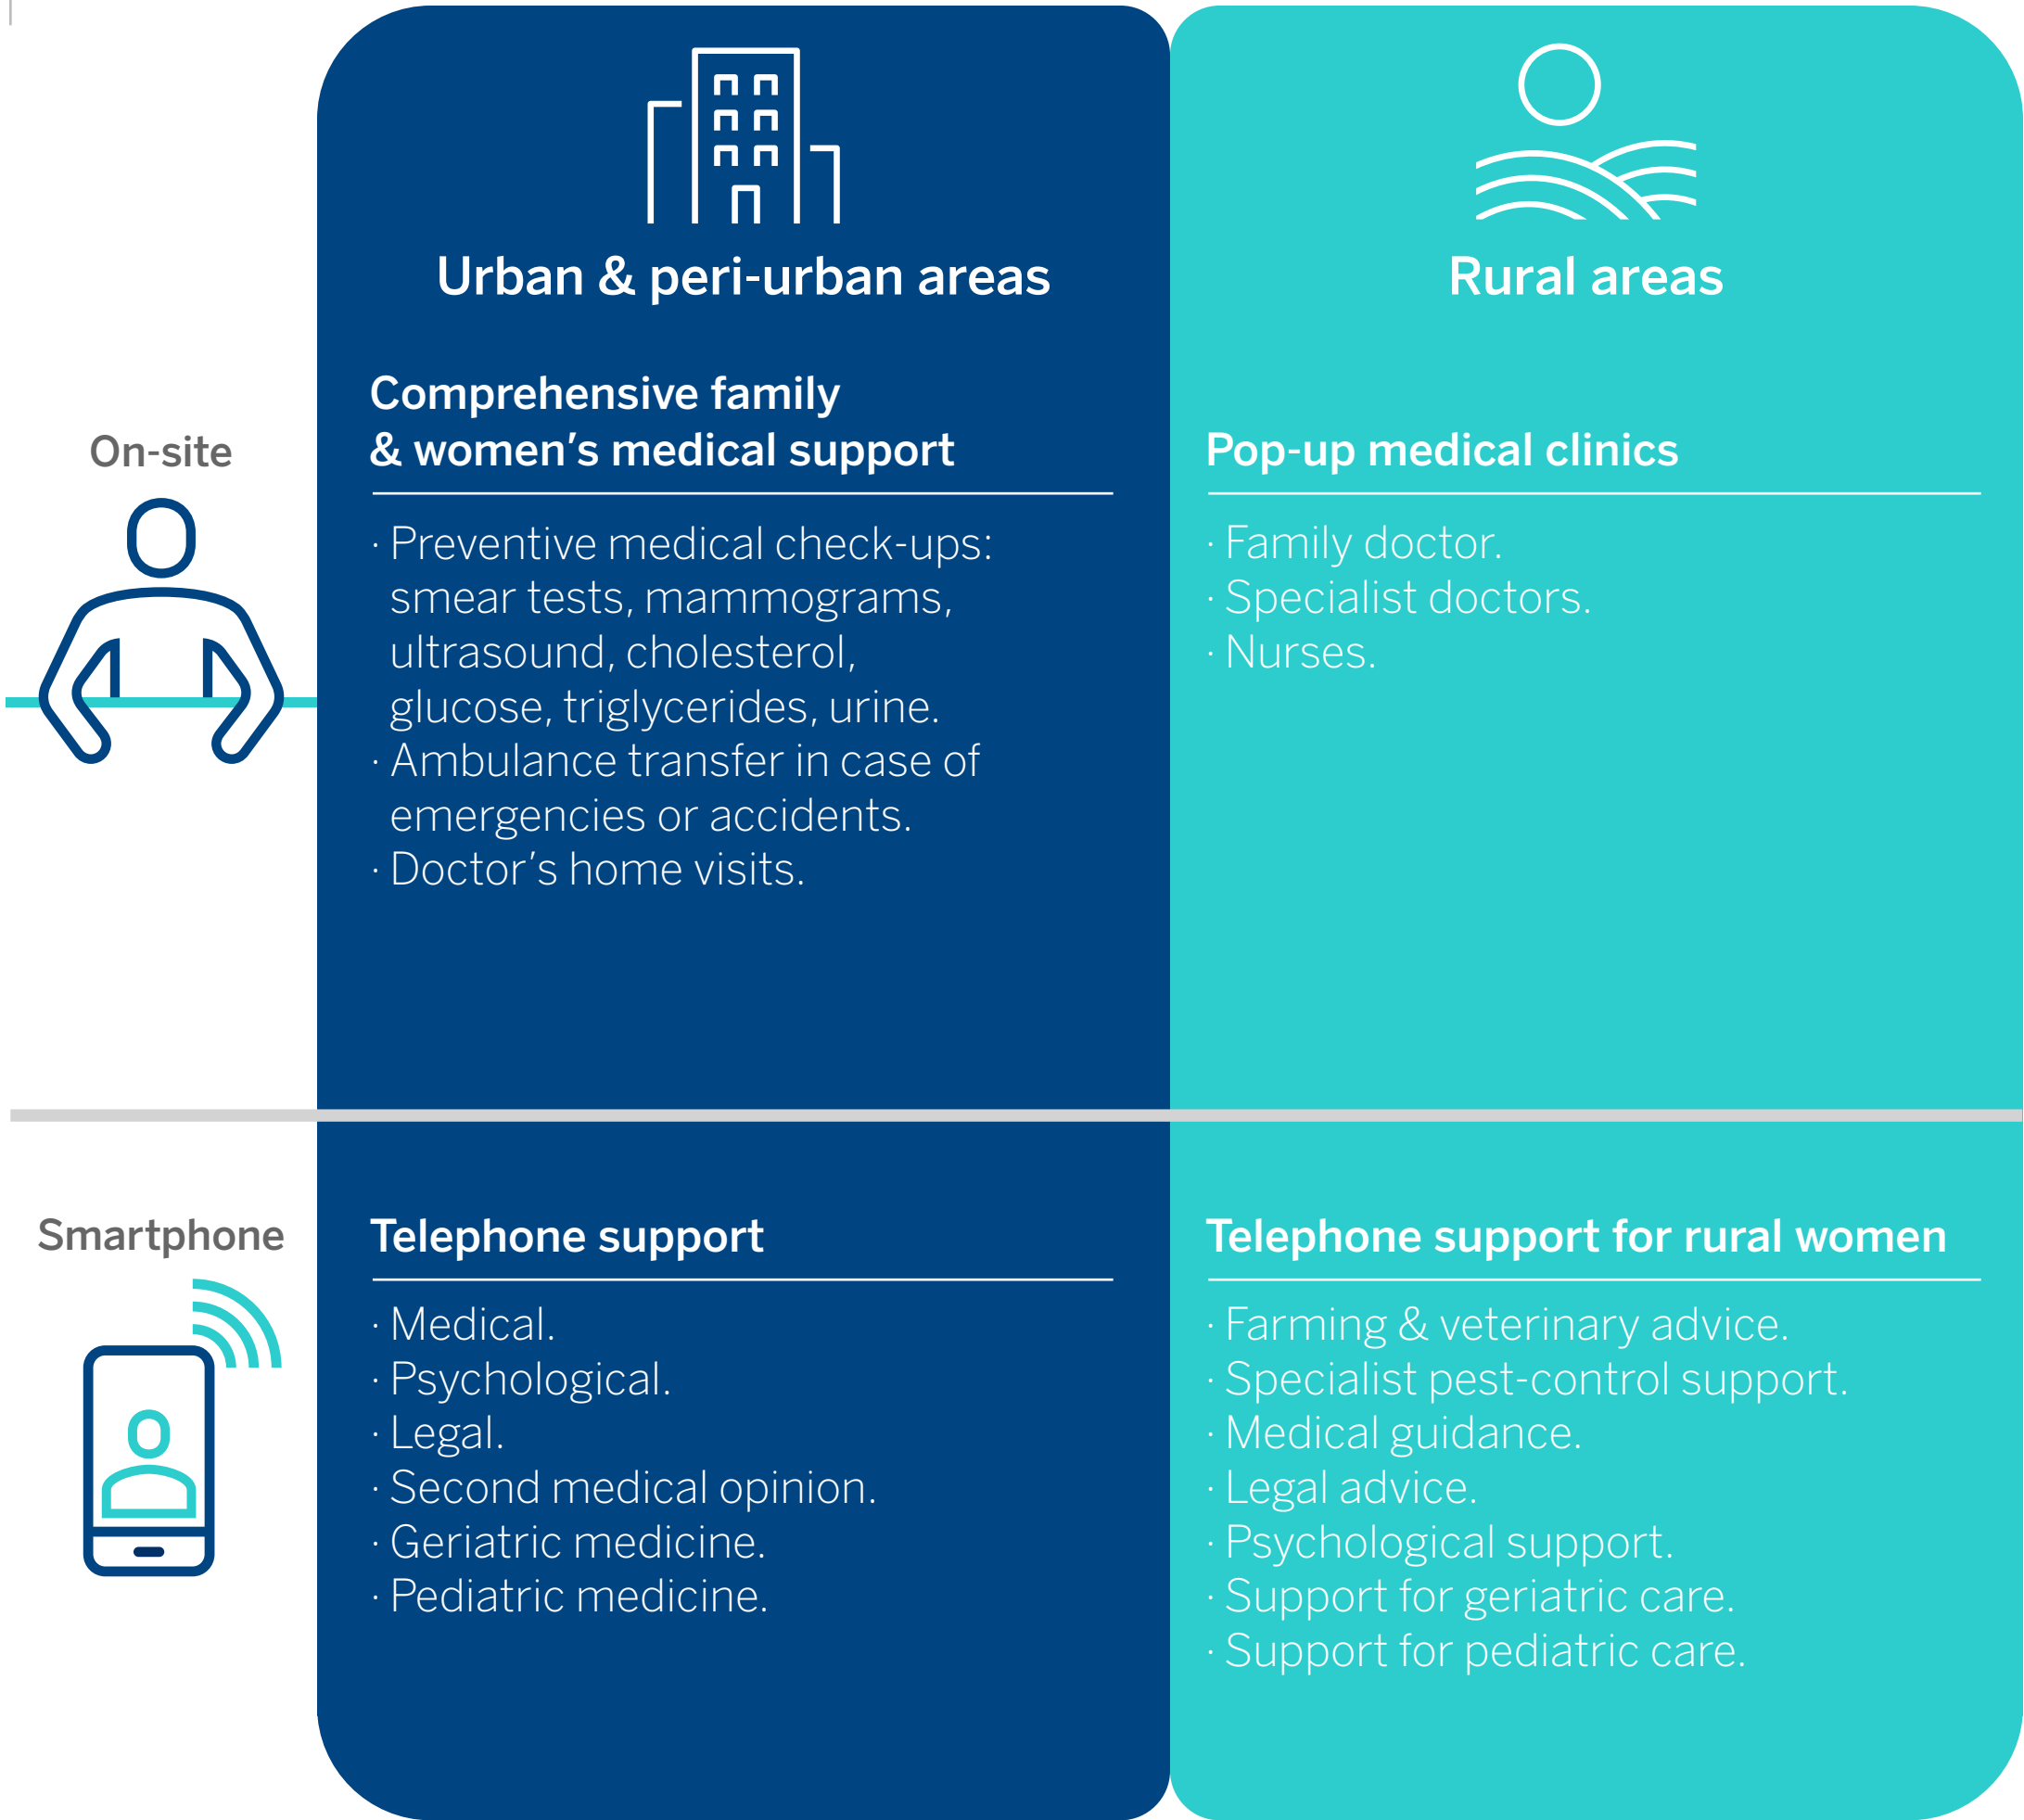 Urban & peri-urban areas
Rural areas
On-site
Comprehensive family
& women’s medical support
· Preventive medical check-ups:
smear tests, mammograms,
ultrasound, cholesterol,
glucose, triglycerides, urine.
· Ambulance transfer in case of
emergencies or accidents.
· Doctor’s home visits.
Pop-up medical clinics
· Family doctor.
· Specialist doctors.
· Nurses.
Smartphone
Telephone support
· Medical.
· Psychological.
· Legal.
· Second medical opinion.
· Geriatric medicine.
· Pediatric medicine.
Telephone support for rural women
· Farming & veterinary advice.
· Specialist pest-control support.
· Medical guidance.
· Legal advice.
· Psychological support.
· Support for geriatric care.
· Support for pediatric care.